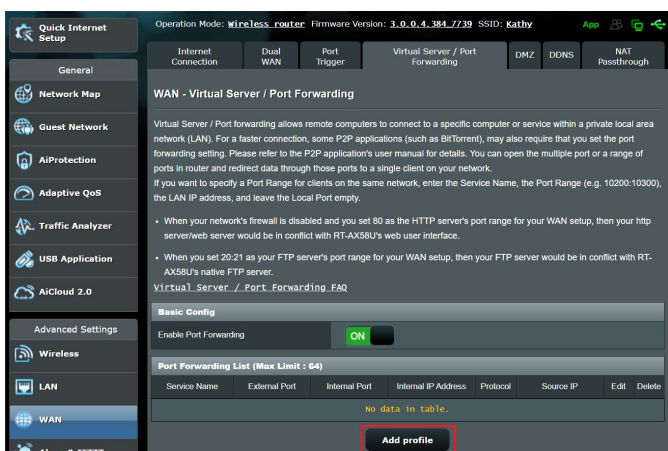 Quick Internet
Setup
General
Network Map
Guest Network
AiProtection
Adaptive QoS
Traffic Analyzer
USB Application
AiCloud 2.0
Advanced Settings
Wireless
LAN
WAN
Operation Mode: Wireless router Firmware Version: 3.0.0.4.384_7739 SSID: Kathy
App
Internet
Connection
Dual
WAN
Port
Trigger
Virtual Server / Port
Forwarding
DMZ
DDNS
NAT
Passthrough
WAN - Virtual Server / Port Forwarding
Virtual Server / Port forwarding allows remote computers to connect to a specific computer or service within a private local area
network (LAN). For a faster connection, some P2P applications (such as BitTorrent), may also require that you set the port
forwarding setting. Please refer to the P2P application's user manual for details. You can open the multiple port or a range of
ports in router and redirect data through those ports to a single client on your network.
If you want to specify a Port Range for clients on the same network, enter the Service Name, the Port Range (e.g. 10200:10300),
the LAN IP address, and leave the Local Port empty.
• When your network's firewall is disabled and you set 80 as the HTTP server's port range for your WAN setup, then your http
server/web server would be in conflict with RT-AX58U's web user interface.
• When you set 20:21 as your FTP server's port range for your WAN setup, then your FTP server would be in conflict with RT-
AX58U's native FTP server.
Virtual Server / Port Forwarding FAQ
Basic Config
Enable Port Forwarding
ON
Port Forwarding List (Max Limit : 64)
Service Name External Port Internal Port Internal IP Address Protocol Source IP Edit Delete
No data in table.
Add profile